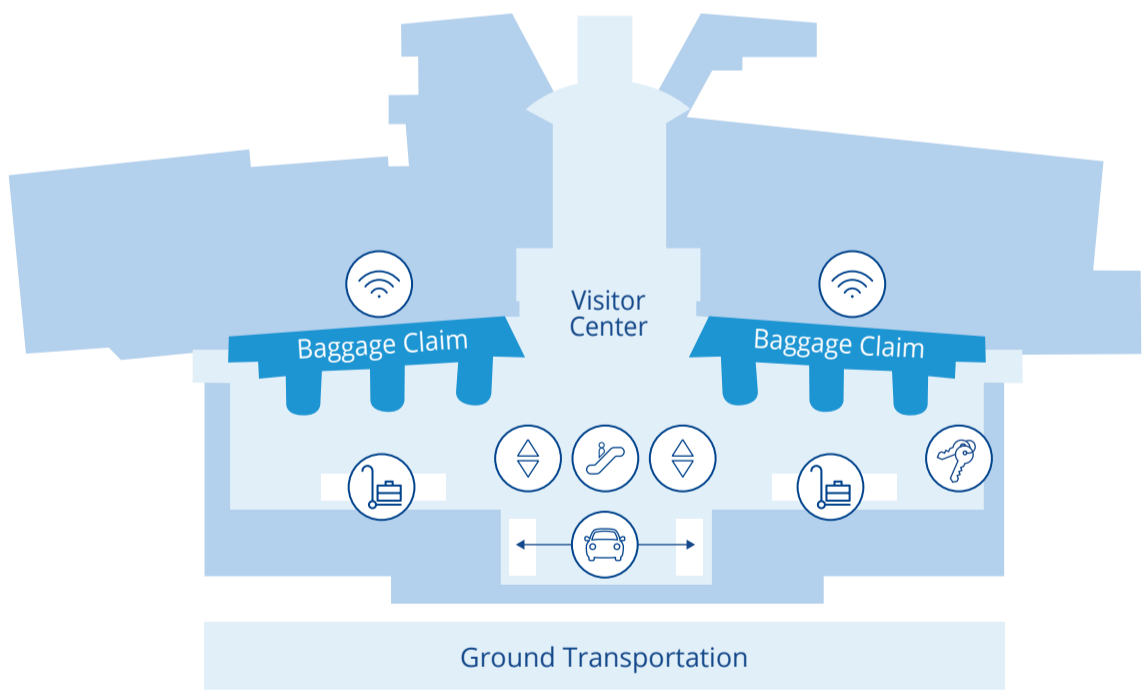 Visitor
Center
Baggage Claim
Baggage Claim
Ground Transportation